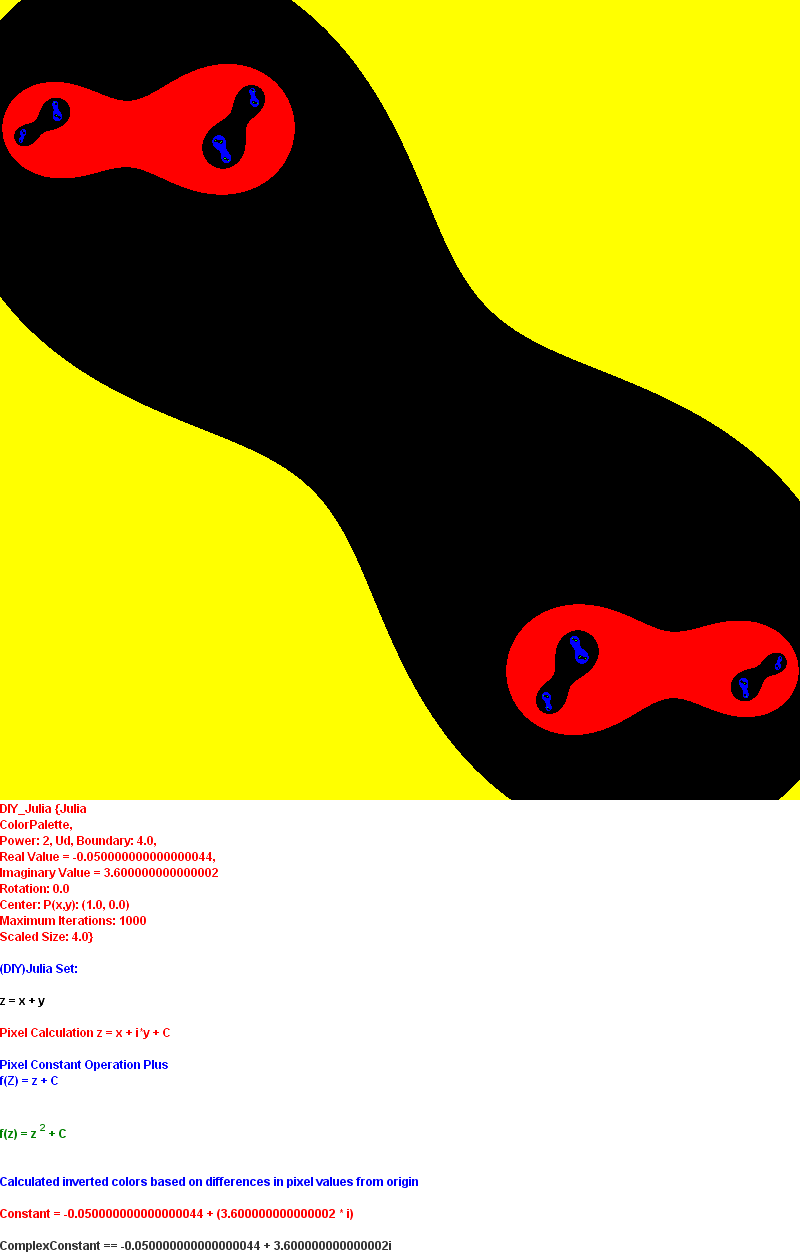 DIY_Julia {Julia
ColorPalette,
Power: 2, Ud, Boundary: 4.0,
Real Value = -0.050000000000000044,
Imaginary Value = 3.600000000000002
Rotation: 0.0
Center: P(x,y): (1.0, 0.0)
Maximum Iterations: 1000
Scaled Size: 4.0}
(DIY)Julia Set:
z = x + y
Pixel Calculation z = x + i*y + C
Pixel Constant Operation Plus
f(Z) = z + C
f(z) = z ² + C
Calculated inverted colors based on differences in pixel values from origin
Constant = -0.050000000000000044 + (3.600000000000002 * i)
ComplexConstant == -0.050000000000000044 + 3.600000000000002i